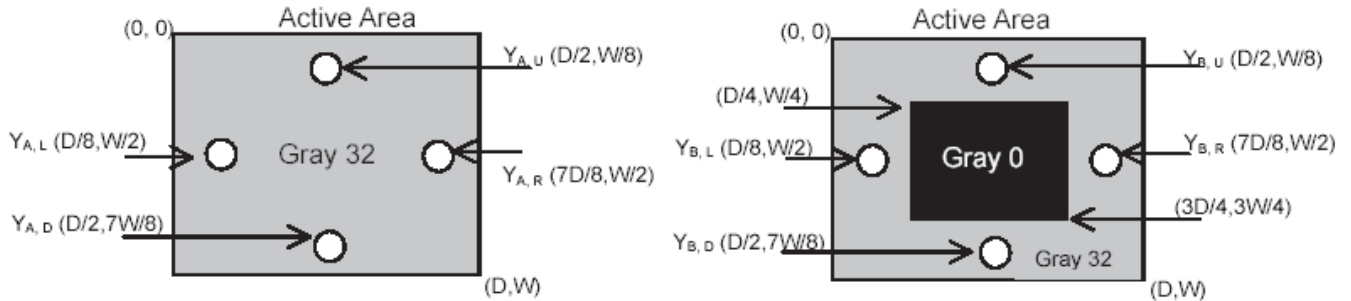 Active Area
(0, 0)
Y_A, U (D/2,W/8)
Y_A, L (D/8,W/2)
Gray 32
Y_A, R (7D/8,W/2)
Y_A, D (D/2,7W/8)
(D,W)
Active Area
(0, 0)
Y_B, U (D/2,W/8)
(D/4,W/4)
Y_B, L (D/8,W/2)
Gray 0
Y_B, R (7D/8,W/2)
(3D/4,3W/4)
Y_B, D (D/2,7W/8)
Gray 32
(D,W)